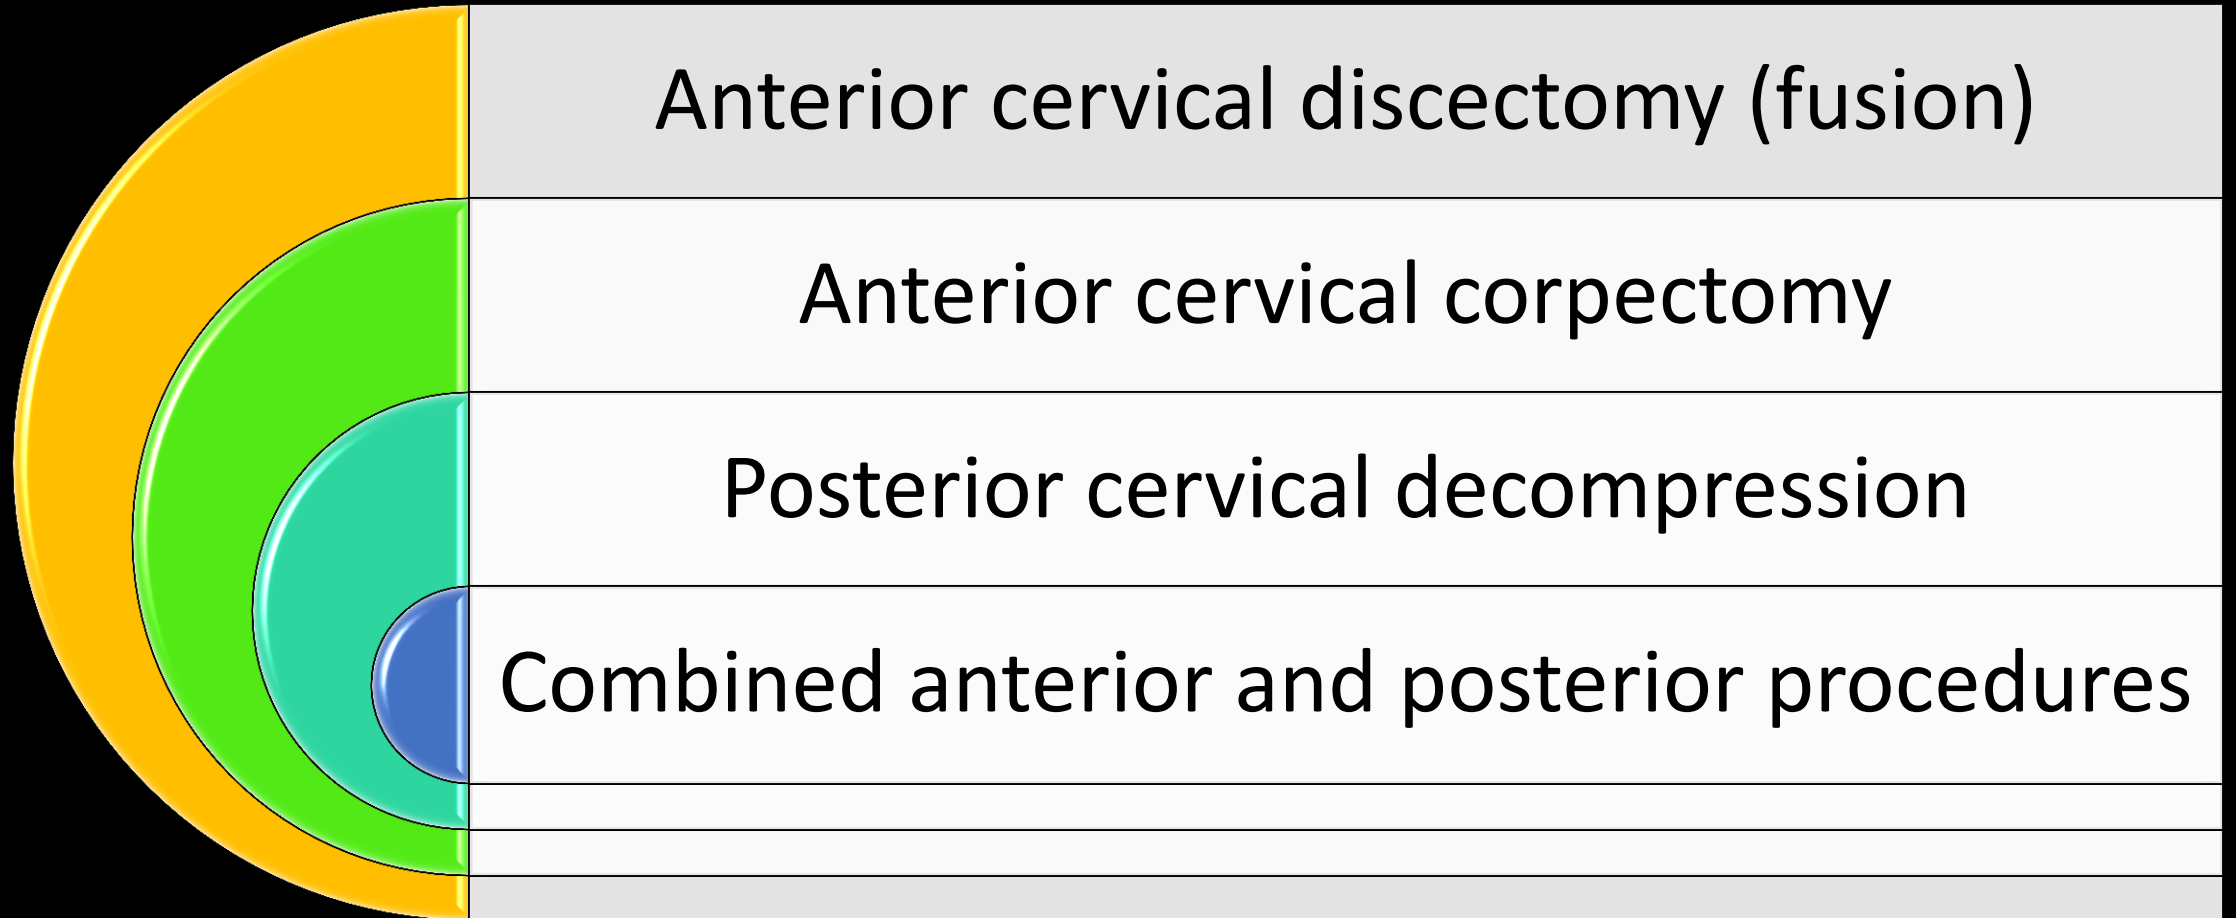 Anterior cervical discectomy (fusion)
Anterior cervical corpectomy
Posterior cervical decompression
Combined anterior and posterior procedures